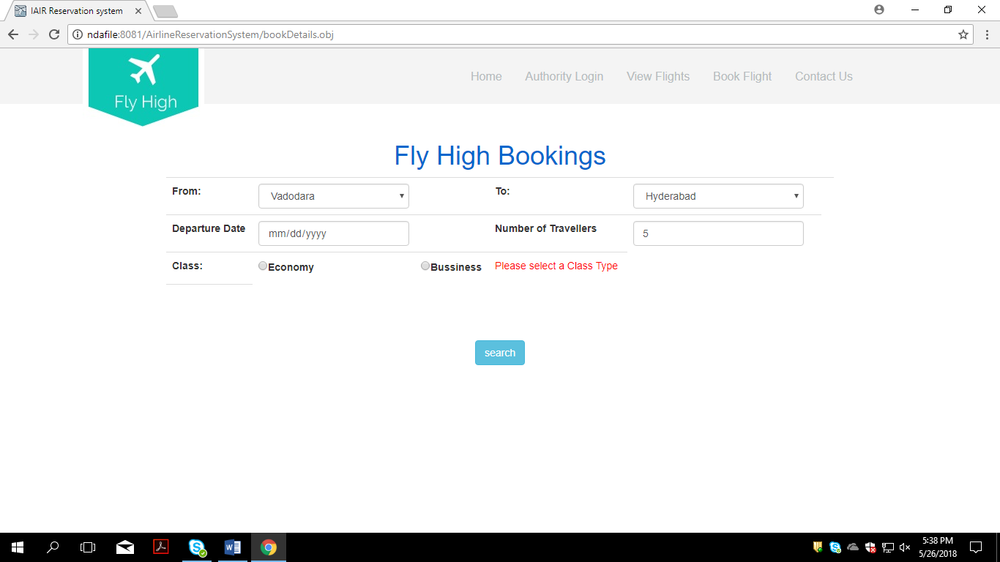 IAIR Reservation system
ndafile:8081/AirlineReservationSystem/bookDetails.obj
Fly High
Home Authority Login View Flights Book Flight Contact Us
Fly High Bookings
From: Vadodara To: Hyderabad
Departure Date mm/dd/yyyy Number of Travellers 5
Class: Economy Bussiness Please select a Class Type
search
5:38 PM
5/26/2018